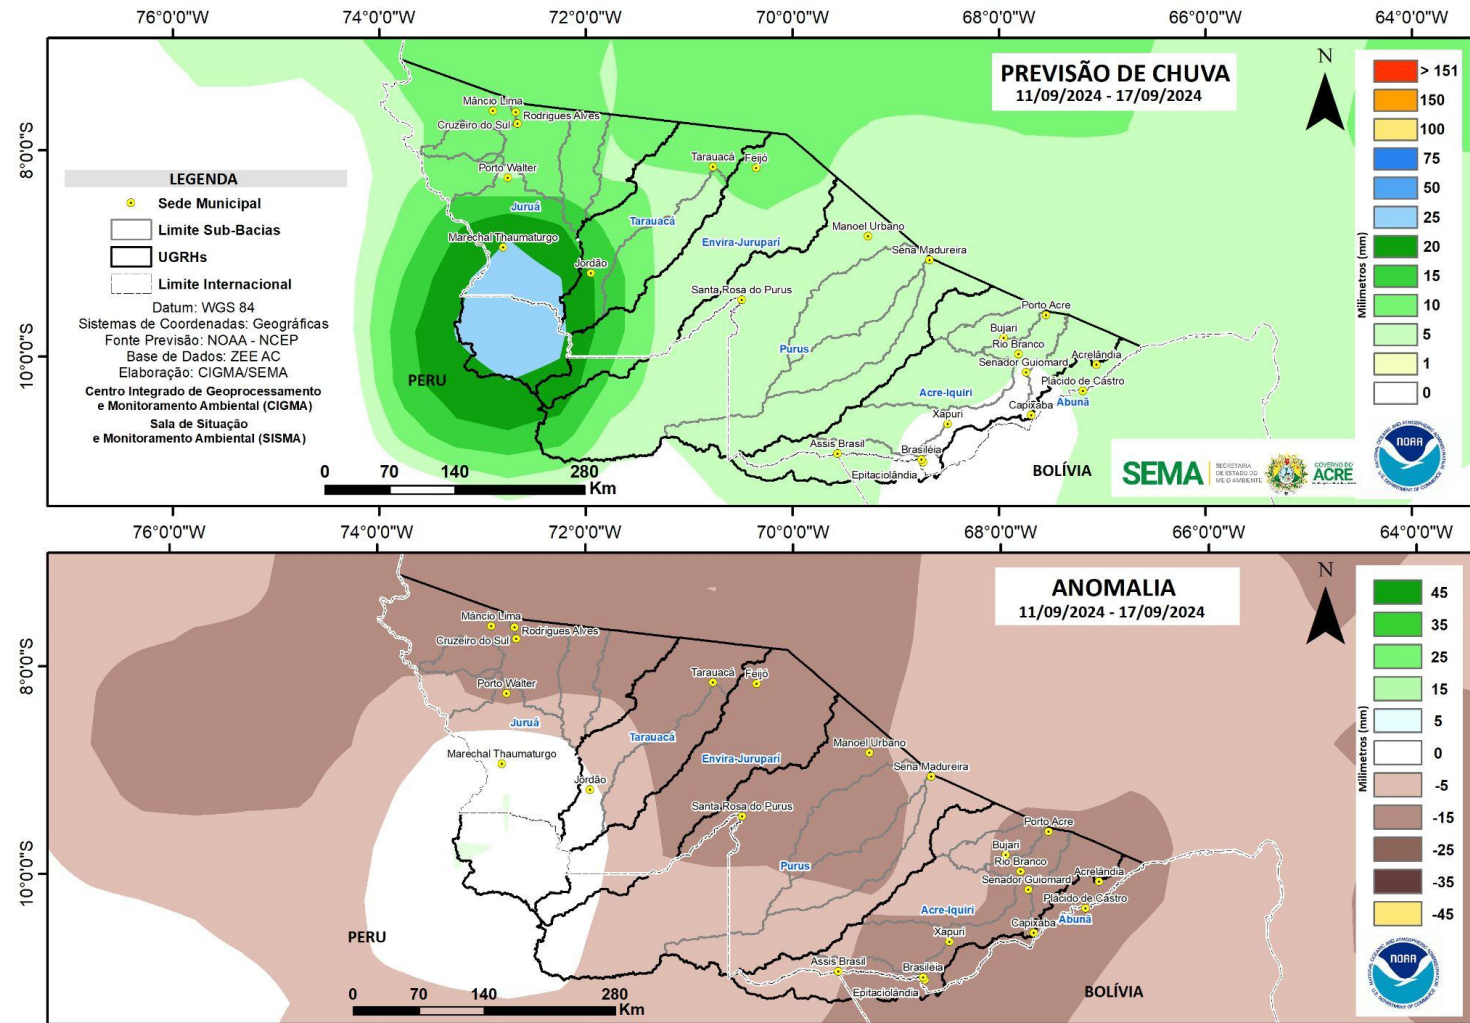 76°0'0"W 74°0'0"W 72°0'0"W 70°0'0"W 68°0'0"W 66°0'0"W 64°0'0"W
PREVISÃO DE CHUVA
11/09/2024 - 17/09/2024
N
> 151
150
100
75
50
25
20
15
10
5
1
0
Milímetros (mm)
8°0'0"S
10°0'0"S
LEGENDA
Sede Municipal
Limite Sub-Bacias
UGRHs
Limite Internacional
Datum: WGS 84
Sistemas de Coordenadas: Geográficas
Fonte Previsão: NOAA - NCEP
Base de Dados: ZEE AC
Elaboração: CIGMA/SEMA
Centro Integrado de Geoprocessamento
e Monitoramento Ambiental (CIGMA)
Sala de Situação
e Monitoramento Ambiental (SISMA)
Mâncio Lima
Rodrigues Alves
Cruzeiro do Sul
Porto Walter
Juruá
Marechal Thaumaturgo
Jordão
Tarauacá
Feijó
Tarauacá
Envira-Jurupari
Manoel Urbano
Sena Madureira
Santa Rosa do Purus
Purus
Porto Acre
Bujari
Rio Branco
Senador Guiomard
Acrelândia
Plácido de Castro
Abunã
Acre-Iquiri
Capixaba
Xapuri
Assis Brasil
Brasiléia
Epitaciolândia
PERU
BOLÍVIA
0 70 140 280
Km
SEMA
SECRETARIA
DE ESTADO DO
MEIO AMBIENTE
GOVERNO DO
ACRE
NOAA
76°0'0"W 74°0'0"W 72°0'0"W 70°0'0"W 68°0'0"W 66°0'0"W 64°0'0"W
ANOMALIA
11/09/2024 - 17/09/2024
N
45
35
25
15
5
0
-5
-15
-25
-35
-45
Milímetros (mm)
8°0'0"S
10°0'0"S
Mâncio Lima
Rodrigues Alves
Cruzeiro do Sul
Porto Walter
Juruá
Marechal Thaumaturgo
Jordão
Tarauacá
Feijó
Tarauacá
Envira-Jurupari
Manoel Urbano
Sena Madureira
Santa Rosa do Purus
Purus
Porto Acre
Bujari
Rio Branco
Senador Guiomard
Acrelândia
Plácido de Castro
Abunã
Acre-Iquiri
Capixaba
Xapuri
Assis Brasil
Brasiléia
Epitaciolândia
PERU
BOLÍVIA
0 70 140 280
Km
NOAA